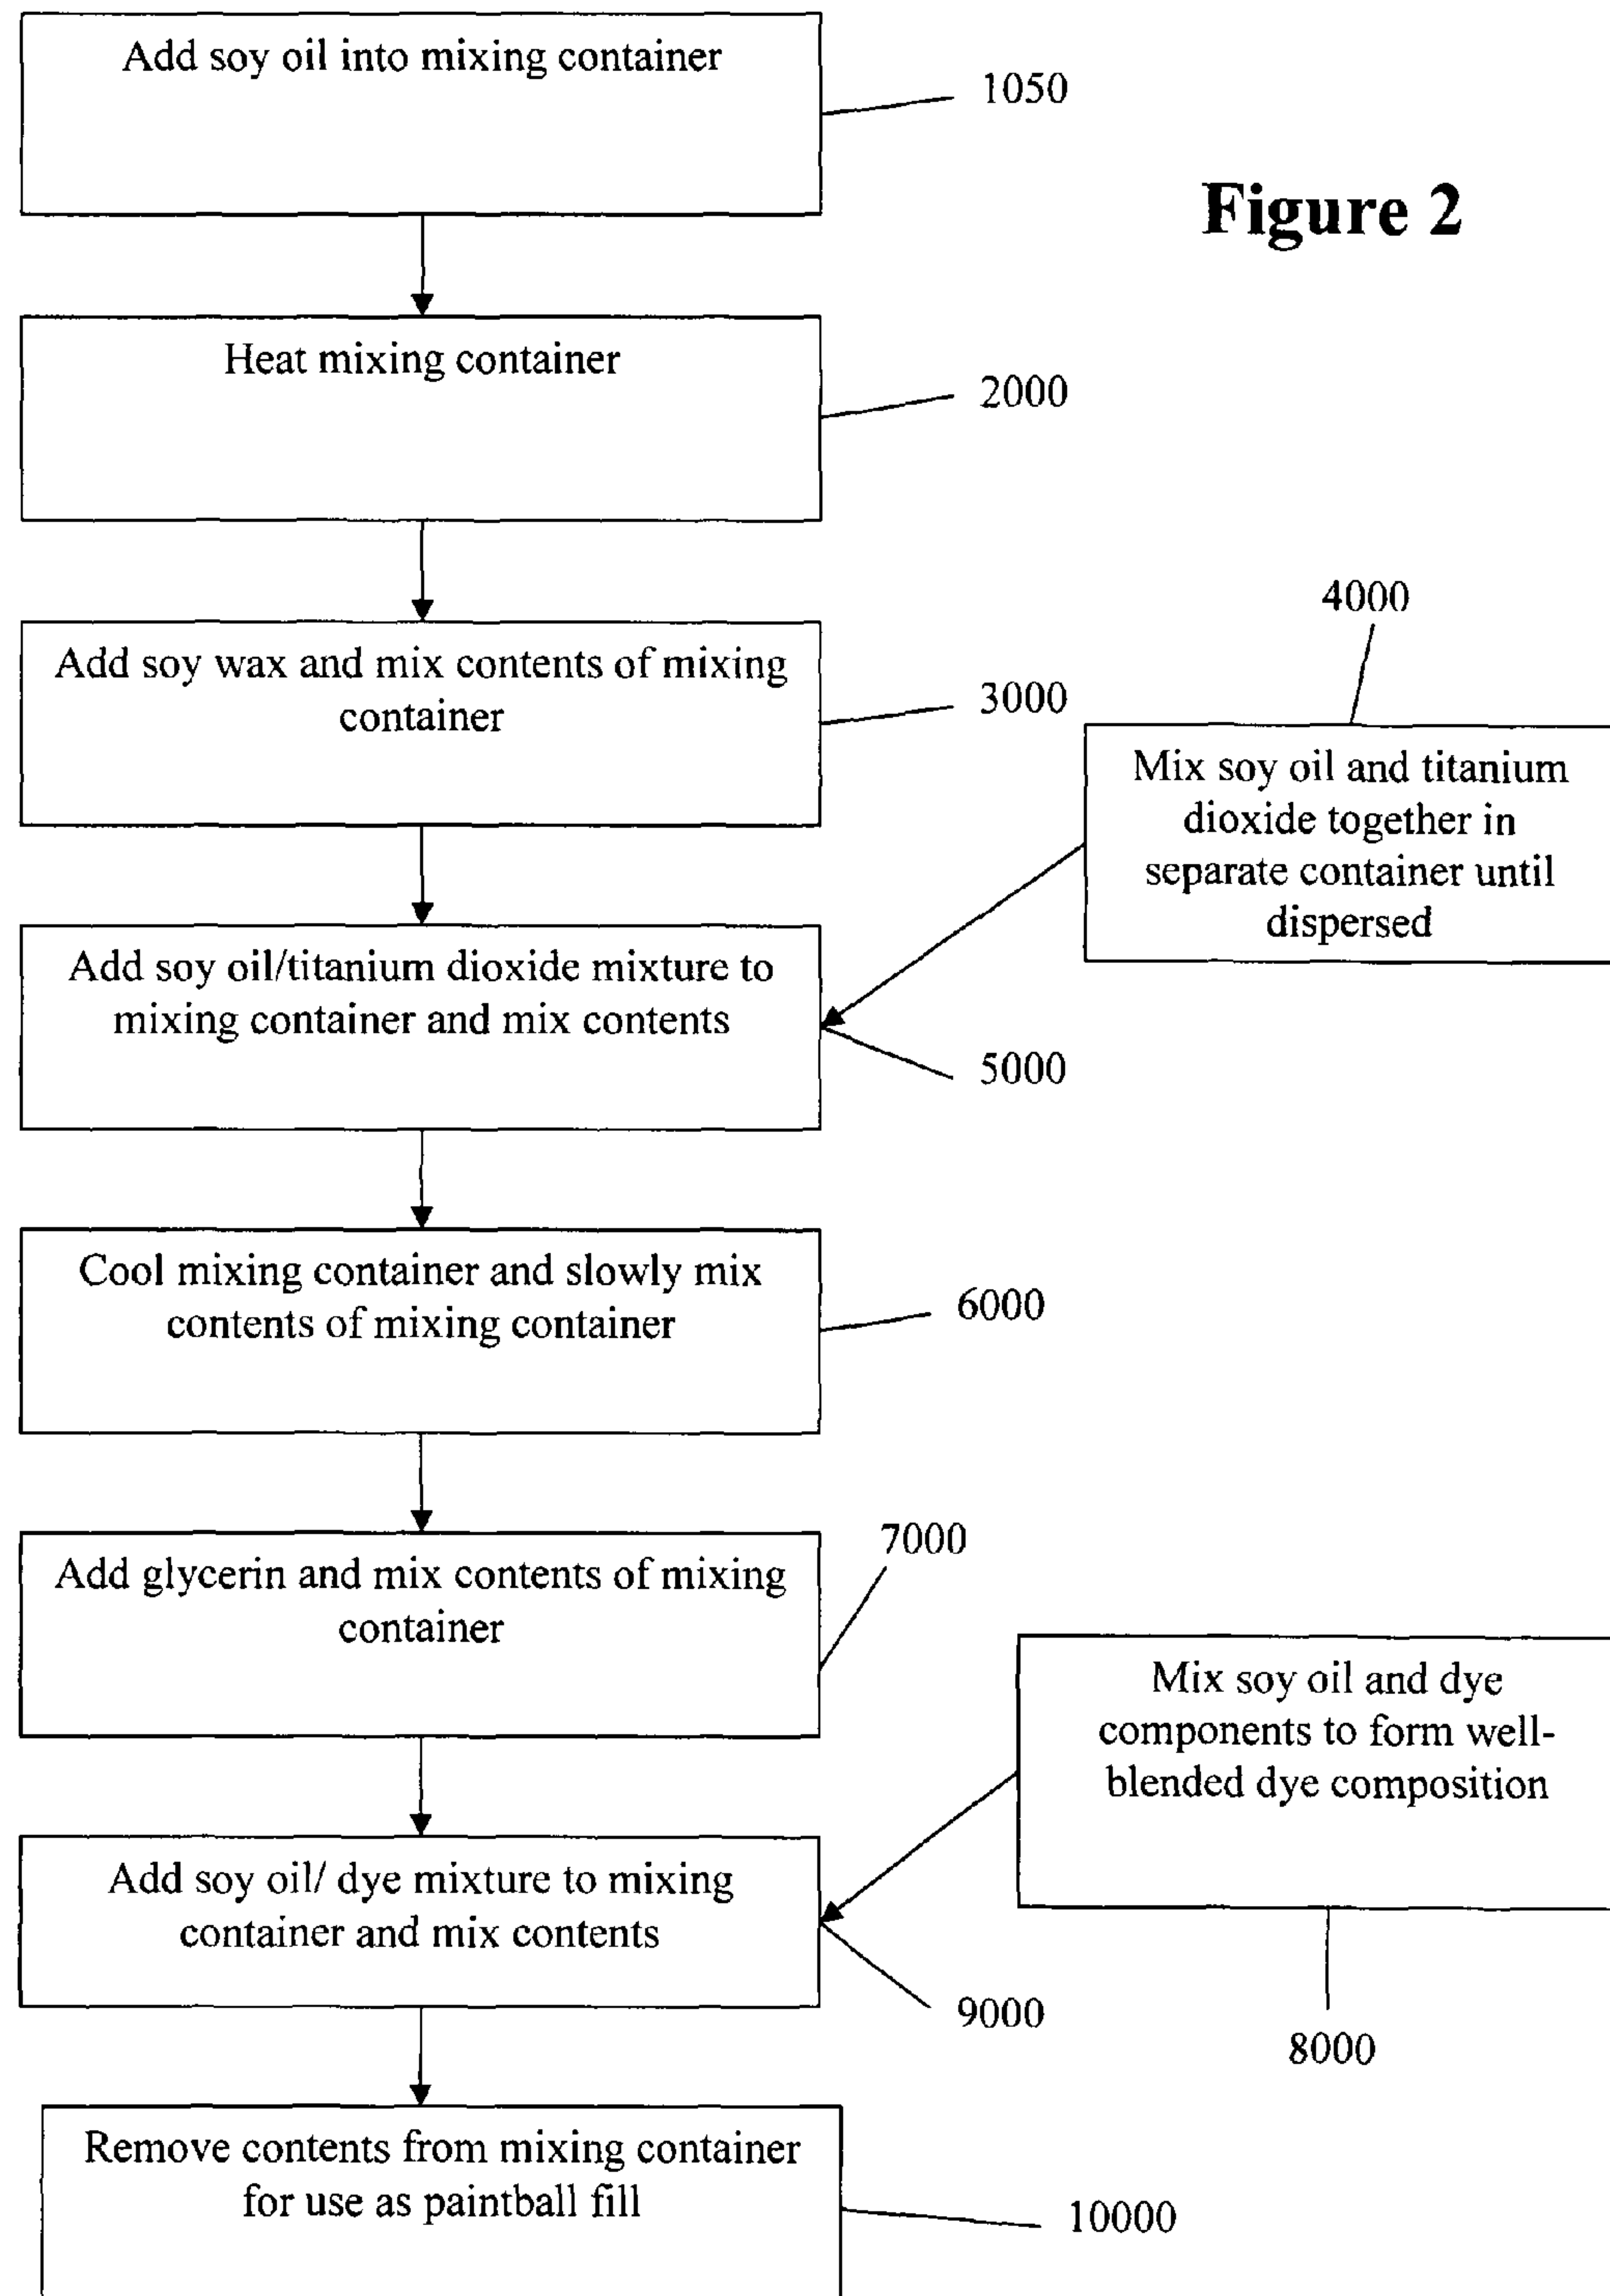 Add soy oil into mixing container
1050
Figure 2
Heat mixing container
2000
Add soy wax and mix contents of mixing
container
3000
4000
Mix soy oil and titanium
dioxide together in
separate container until
dispersed
Add soy oil/titanium dioxide mixture to
mixing container and mix contents
5000
Cool mixing container and slowly mix
contents of mixing container
6000
Add glycerin and mix contents of mixing
container
7000
Mix soy oil and dye
components to form well-
blended dye composition
8000
Add soy oil/ dye mixture to mixing
container and mix contents
9000
Remove contents from mixing container
for use as paintball fill
10000